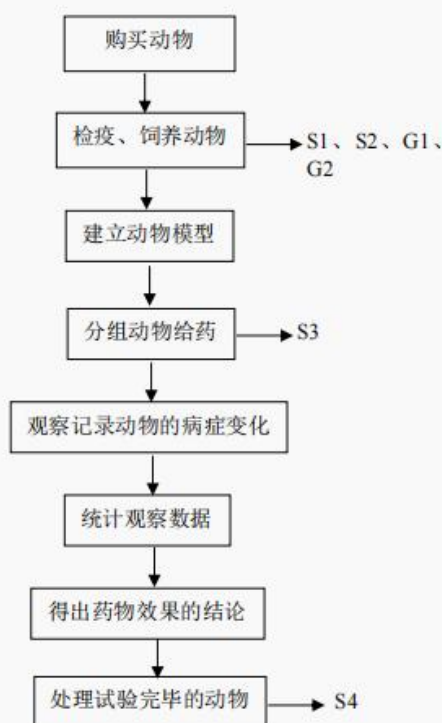 购买动物
检疫、饲养动物
S1、S2、G1、
G2
建立动物模型
分组动物给药
S3
观察记录动物的病症变化
统计观察数据
得出药物效果的结论
处理试验完毕的动物
S4